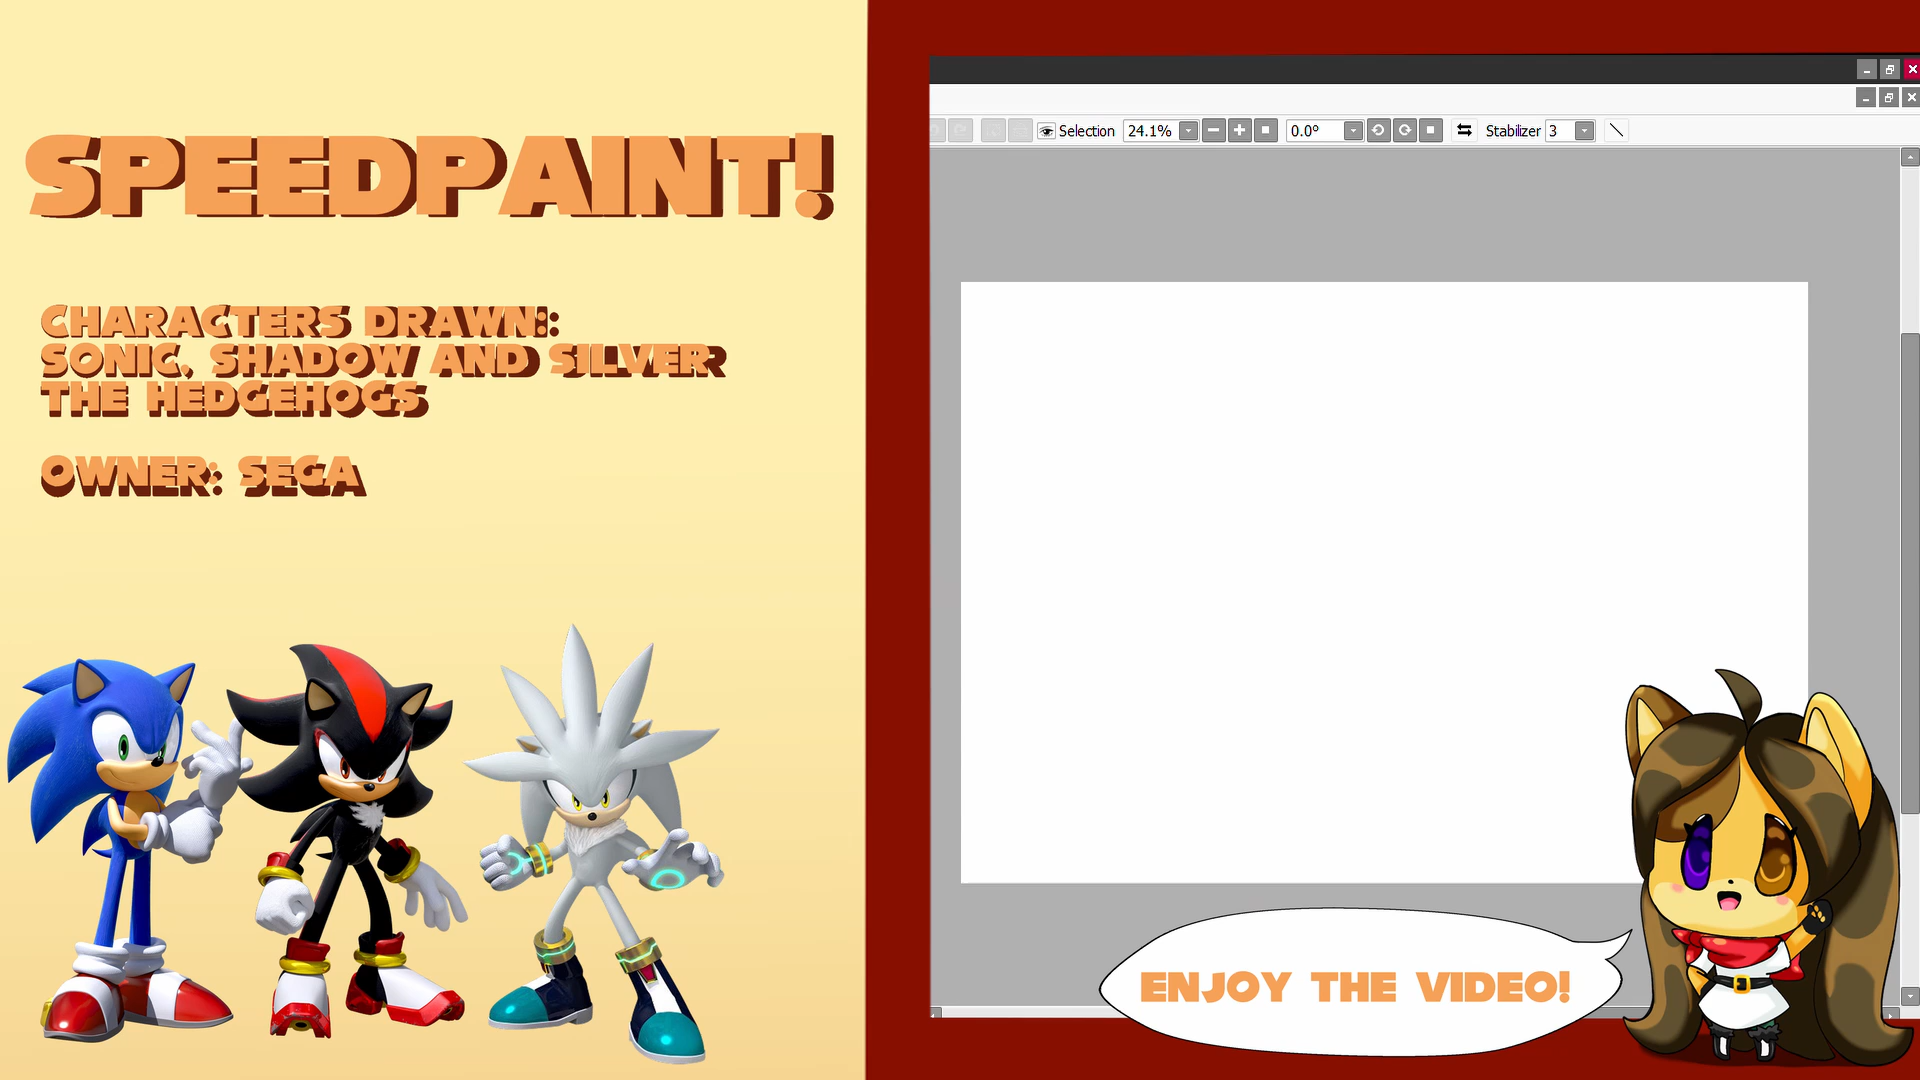 SPEEDPAINT!
CHARACTERS DRAWN:
SONIC, SHADOW AND SILVER
THE HEDGEHOGS
OWNER: SEGA
Selection 24.1% 0.0° Stabilizer 3
ENJOY THE VIDEO!